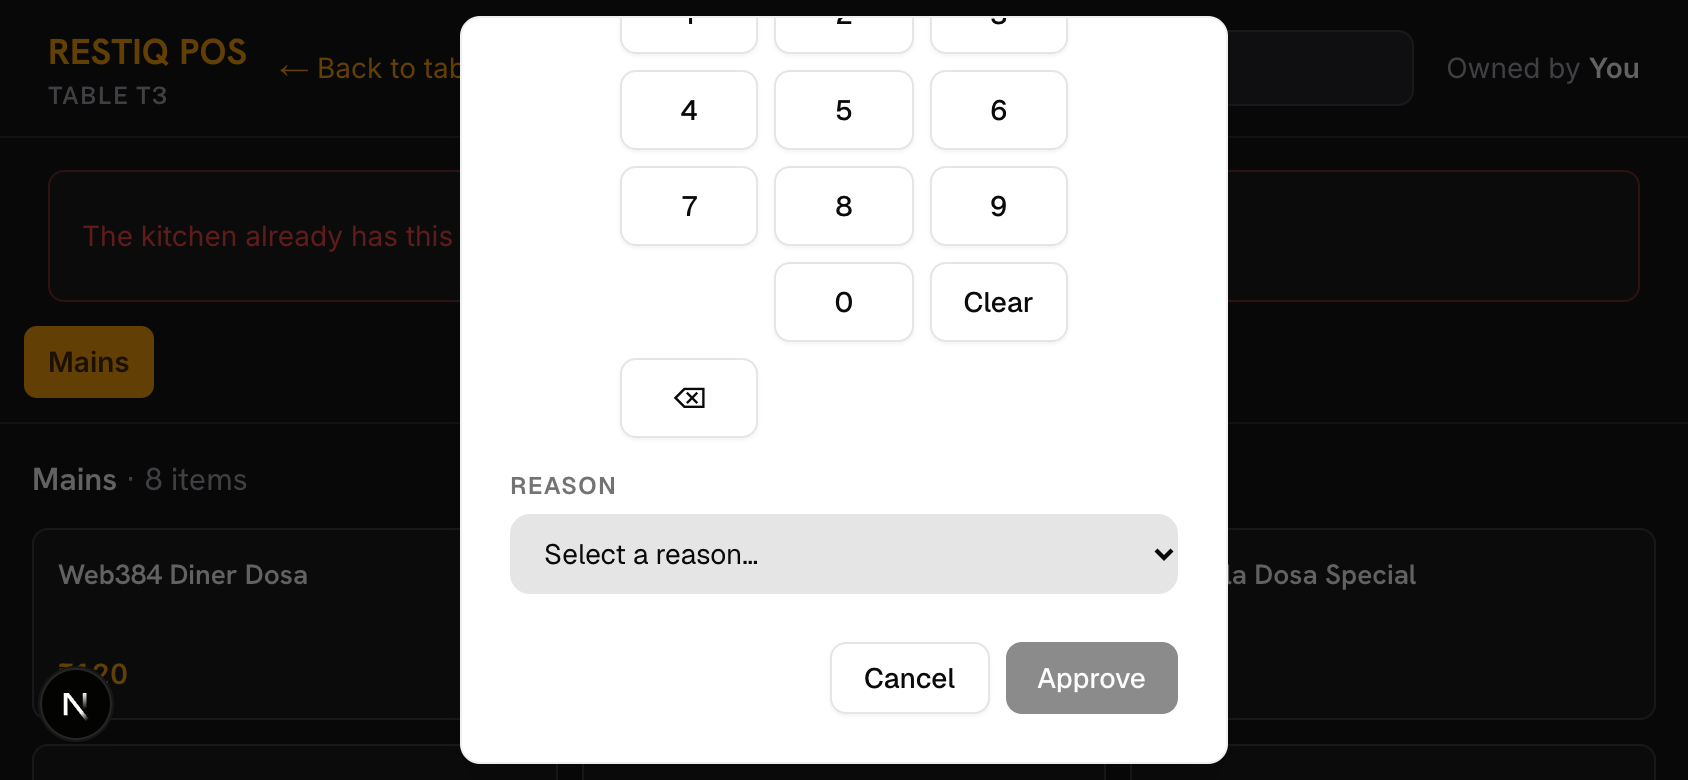 RESTIQ POS
TABLE T3
← Back to tab
Owned by You
The kitchen already has this
Mains
Mains · 8 items
Web384 Diner Dosa
la Dosa Special
4 5 6
7 8 9
0 Clear
REASON
Select a reason...
Cancel Approve
N